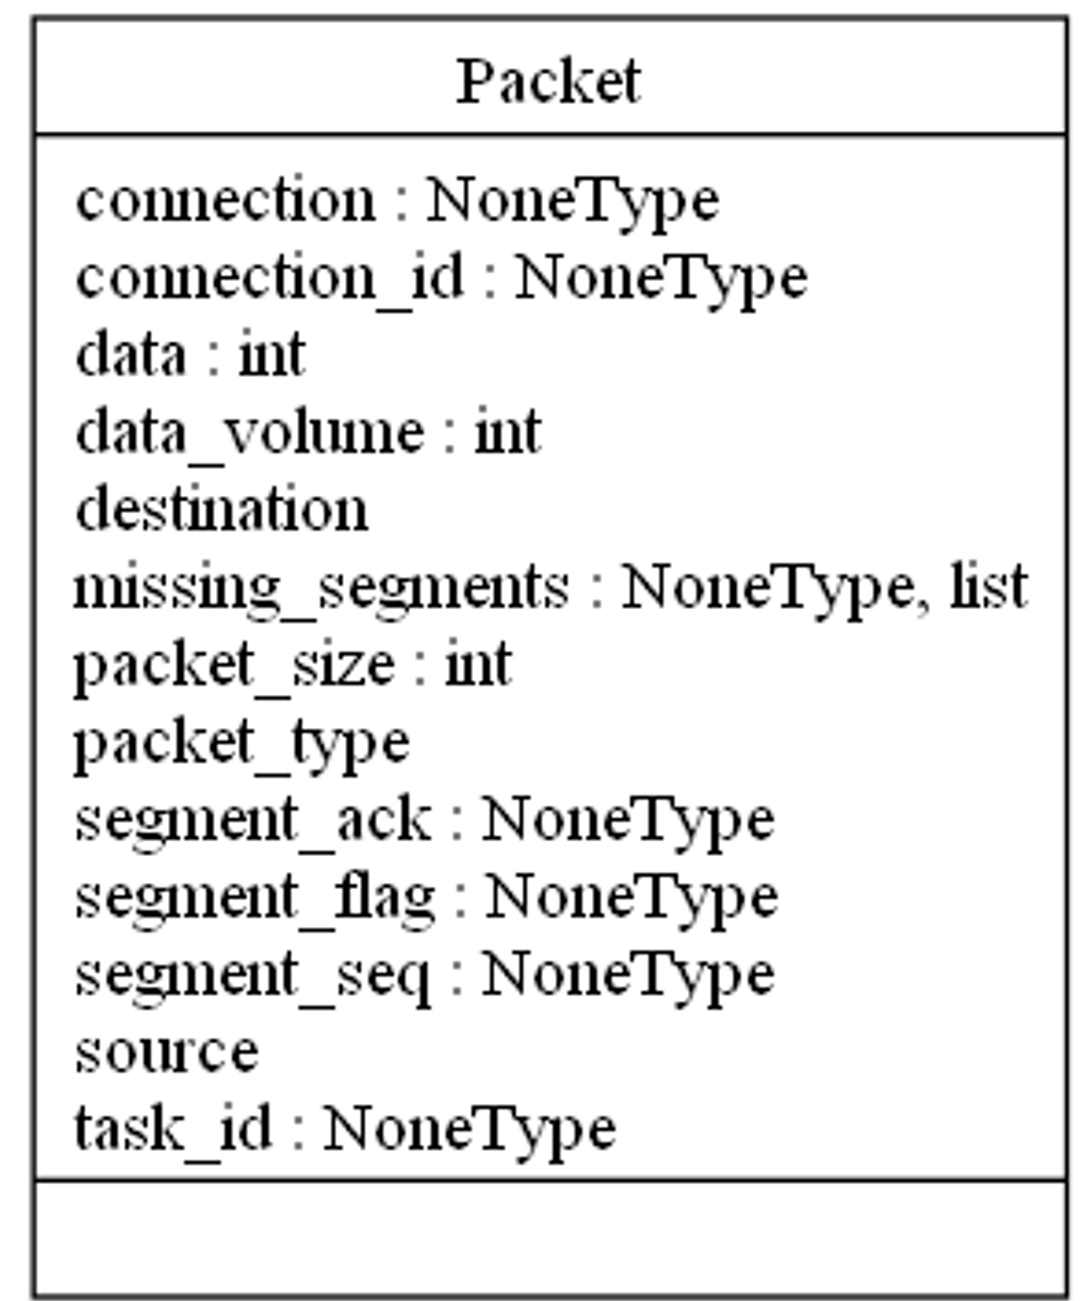 Packet
connection : NoneType
connection_id : NoneType
data : int
data_volume : int
destination
missing_segments : NoneType, list
packet_size : int
packet_type
segment_ack : NoneType
segment_flag : NoneType
segment_seq : NoneType
source
task_id : NoneType